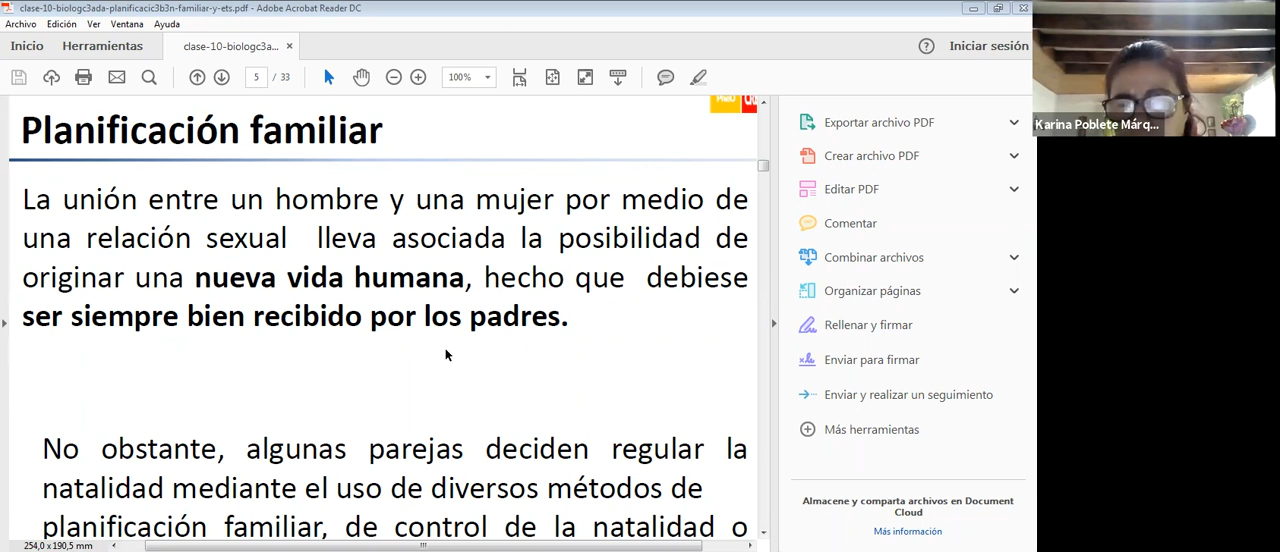 clase-10-biologc3ada-planificacic3b3n-familiar-y-ets.pdf - Adobe Acrobat Reader DC
Archivo Edición Ver Ventana Ayuda
Inicio Herramientas clase-10-biologc3a... × Iniciar sesión
5 / 33 100%
Planificación familiar
La unión entre un hombre y una mujer por medio de
una relación sexual lleva asociada la posibilidad de
originar una nueva vida humana, hecho que debiese
ser siempre bien recibido por los padres.
No obstante, algunas parejas deciden regular la
natalidad mediante el uso de diversos métodos de
planificación familiar, de control de la natalidad o
254,0 x 190,5 mm
Exportar archivo PDF
Crear archivo PDF
Editar PDF
Comentar
Combinar archivos
Organizar páginas
Rellenar y firmar
Enviar para firmar
Enviar y realizar un seguimiento
Más herramientas
Almacene y comparta archivos en Document
Cloud
Más información
Karina Poblete Márq...